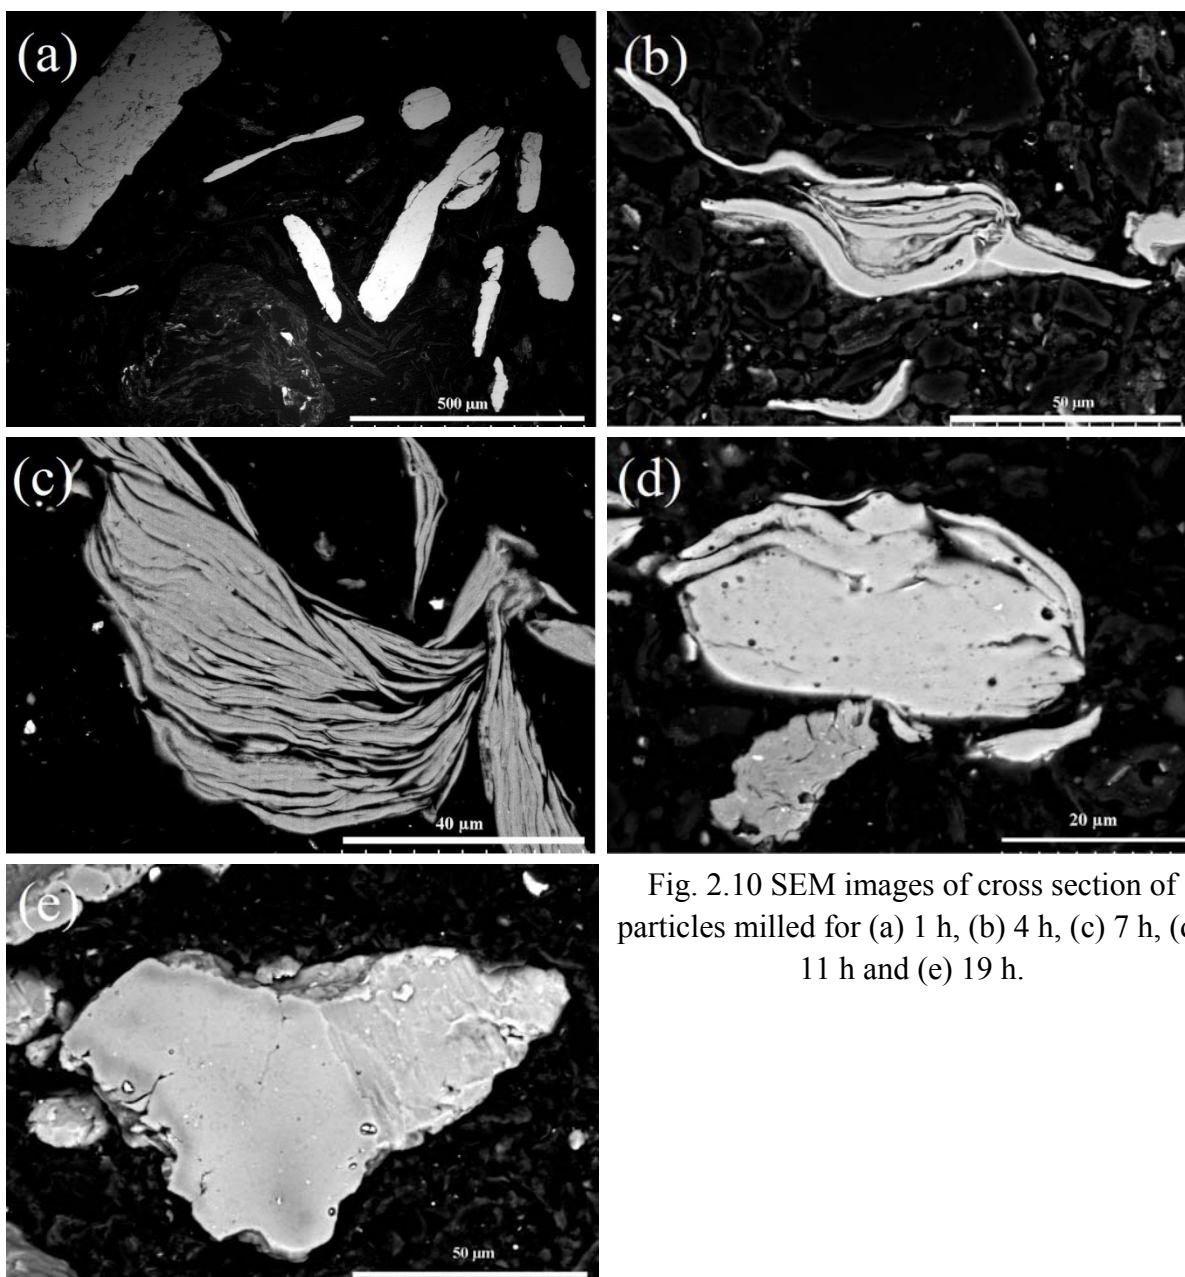 (a)
500 µm
(b)
50 µm
(c)
40 µm
(d)
20 µm
(e)
50 µm
Fig. 2.10 SEM images of cross section of
particles milled for (a) 1 h, (b) 4 h, (c) 7 h, (
11 h and (e) 19 h.